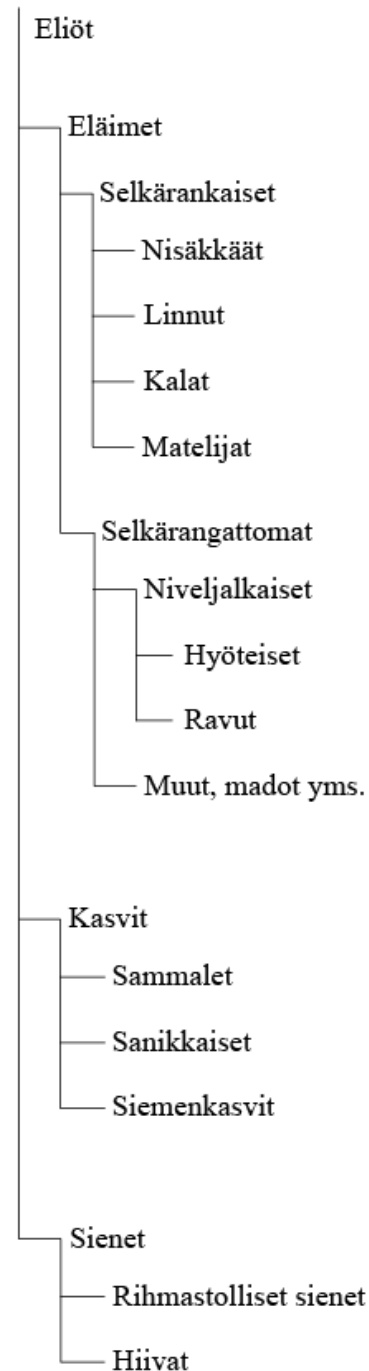 Eliöt
Eläimet
Selkärankaiset
Nisäkkäät
Linnut
Kalat
Matelijat
Selkärangattomat
Niveljalkaiset
Hyöteiset
Ravut
Muut, madot yms.
Kasvit
Sammalet
Sanikkaiset
Siemenkasvit
Sienet
Rihmastolliset sienet
Hiivat